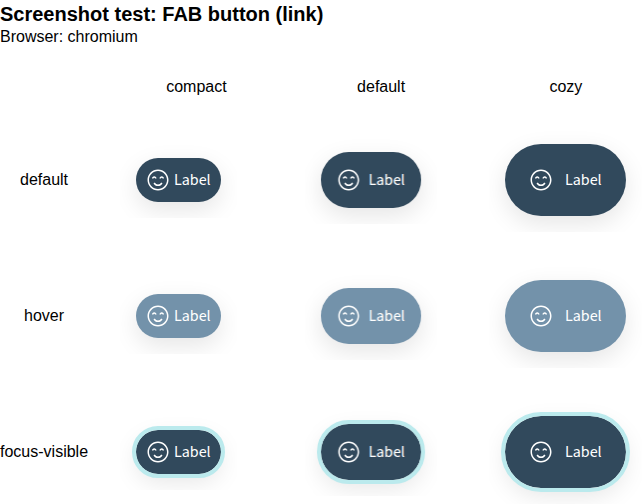 Screenshot test: FAB button (link)
Browser: chromium
compact default cozy
default Label Label Label
hover Label Label Label
focus-visible Label Label Label